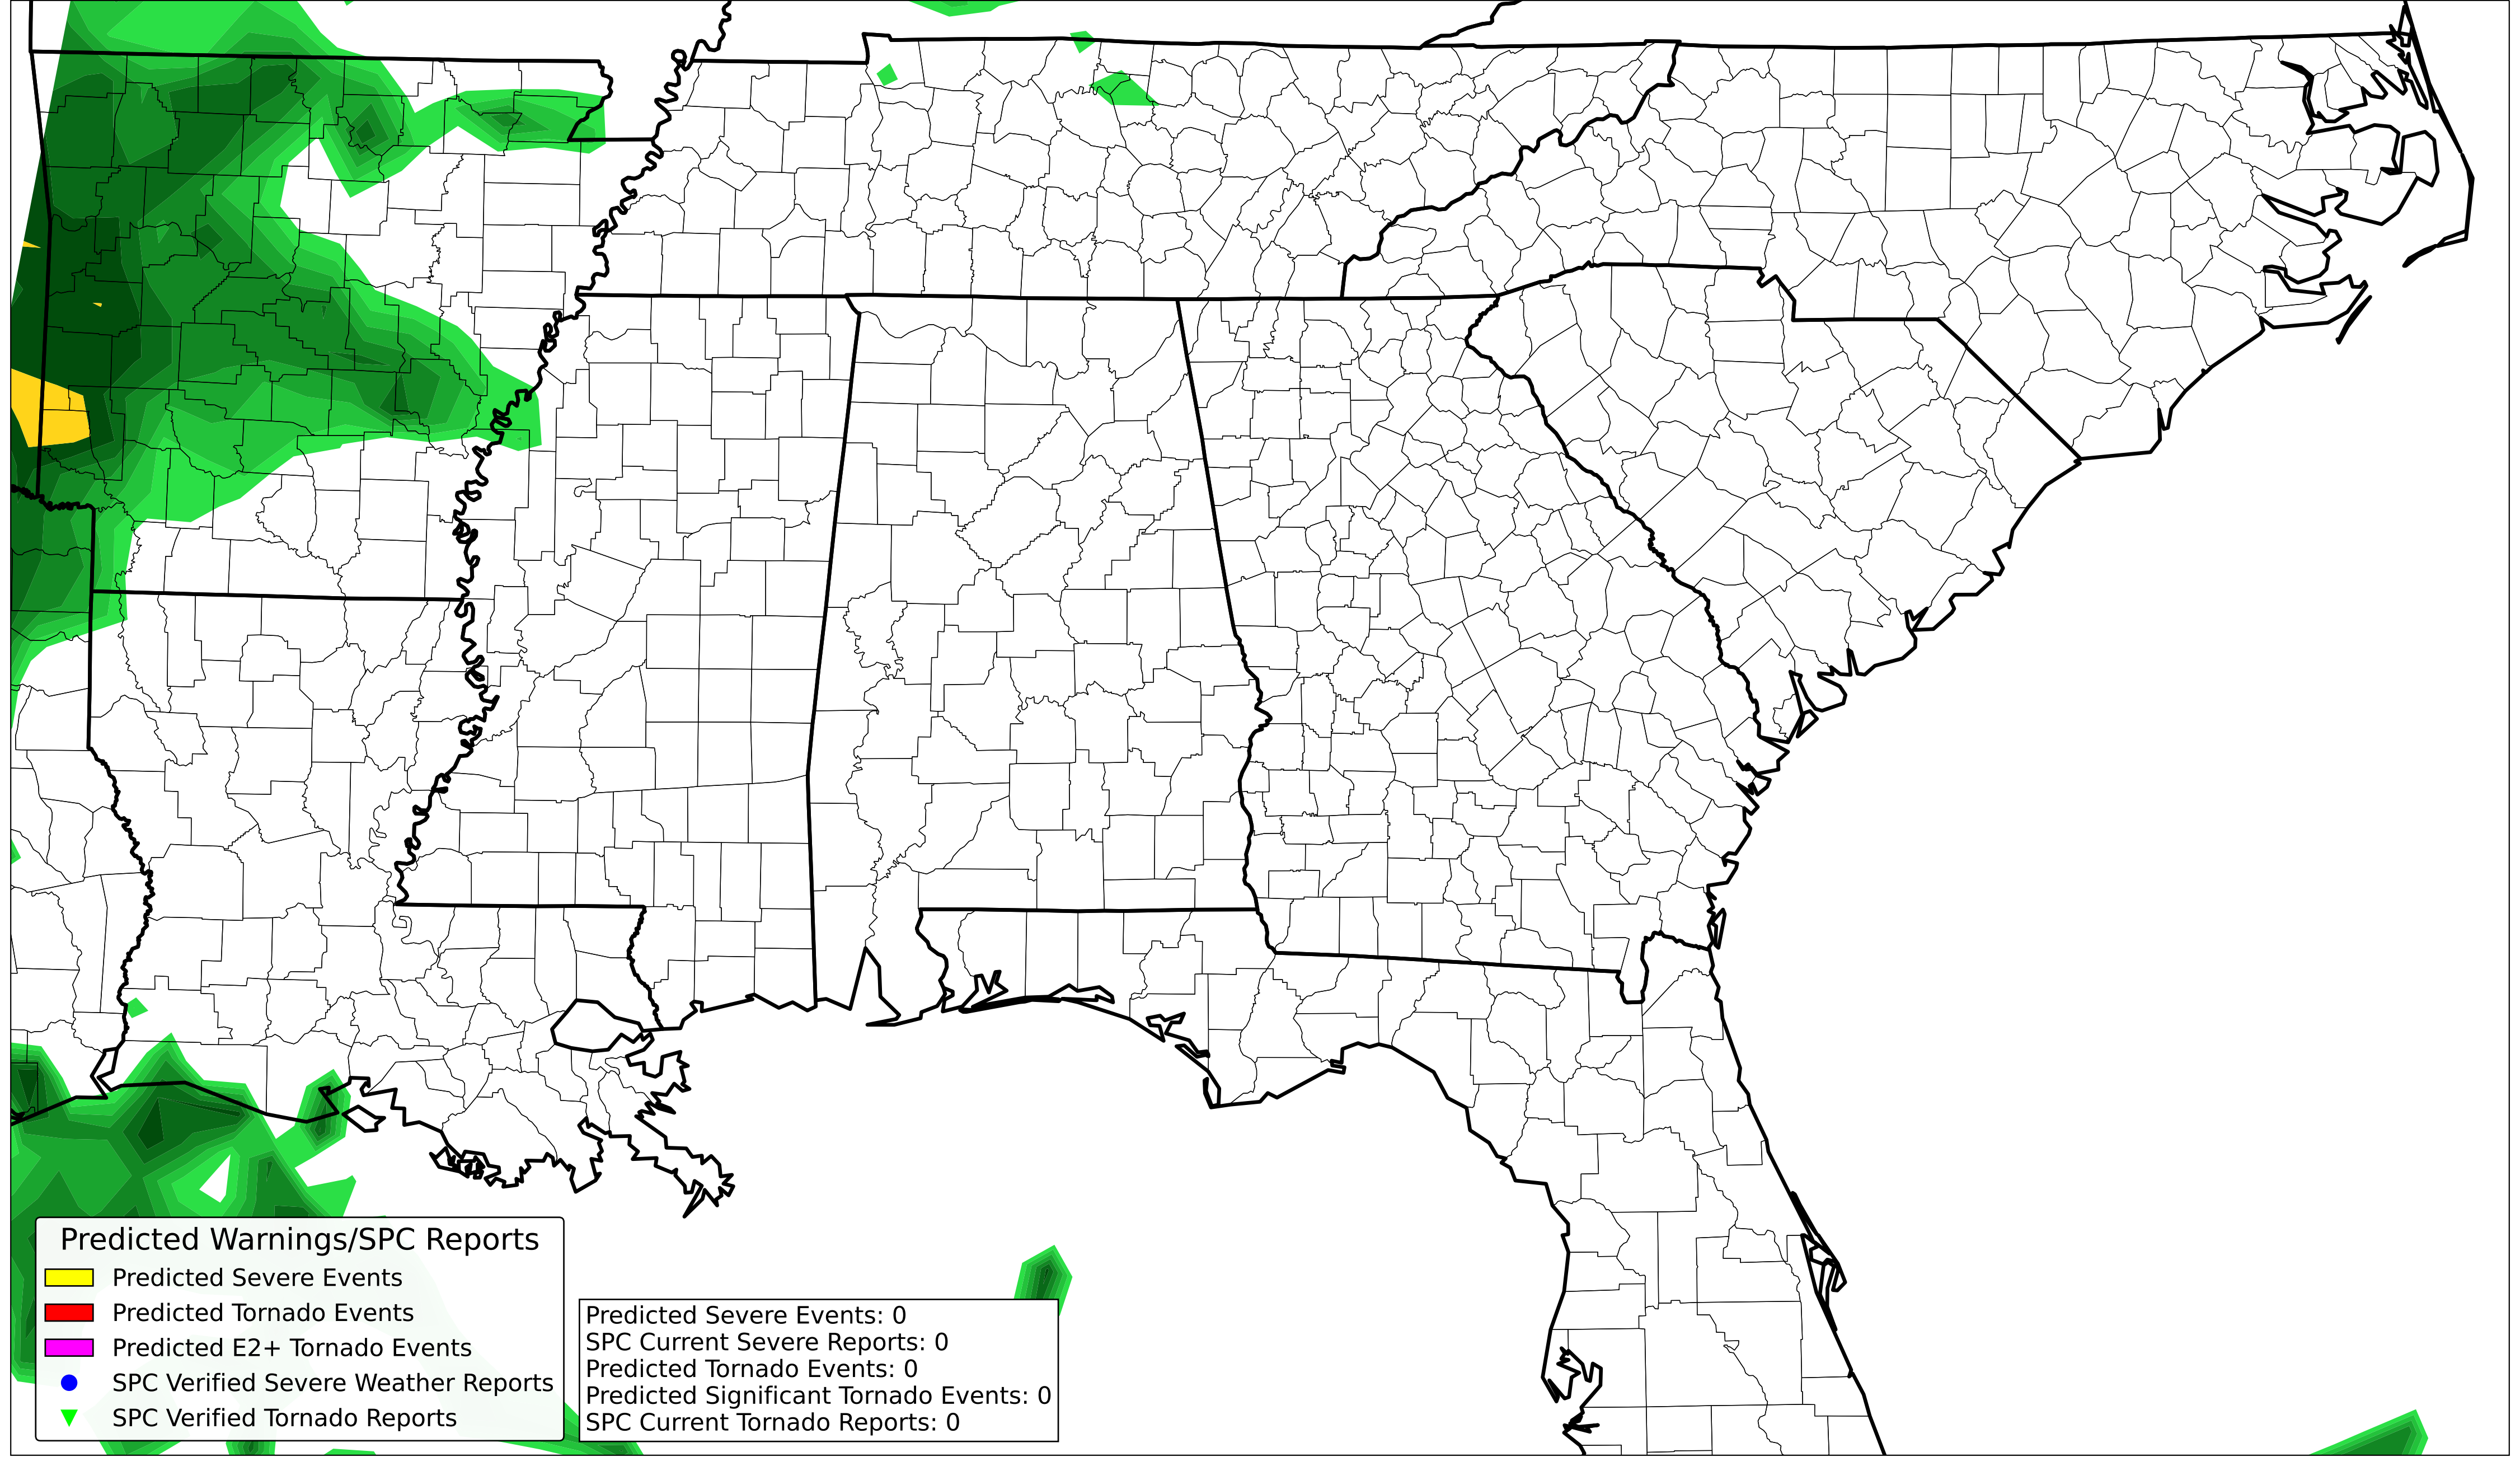 Predicted Warnings/SPC Reports
Predicted Severe Events
Predicted Tornado Events
Predicted E2+ Tornado Events
SPC Verified Severe Weather Reports
SPC Verified Tornado Reports
Predicted Severe Events: 0
SPC Current Severe Reports: 0
Predicted Tornado Events: 0
Predicted Significant Tornado Events: 0
SPC Current Tornado Reports: 0